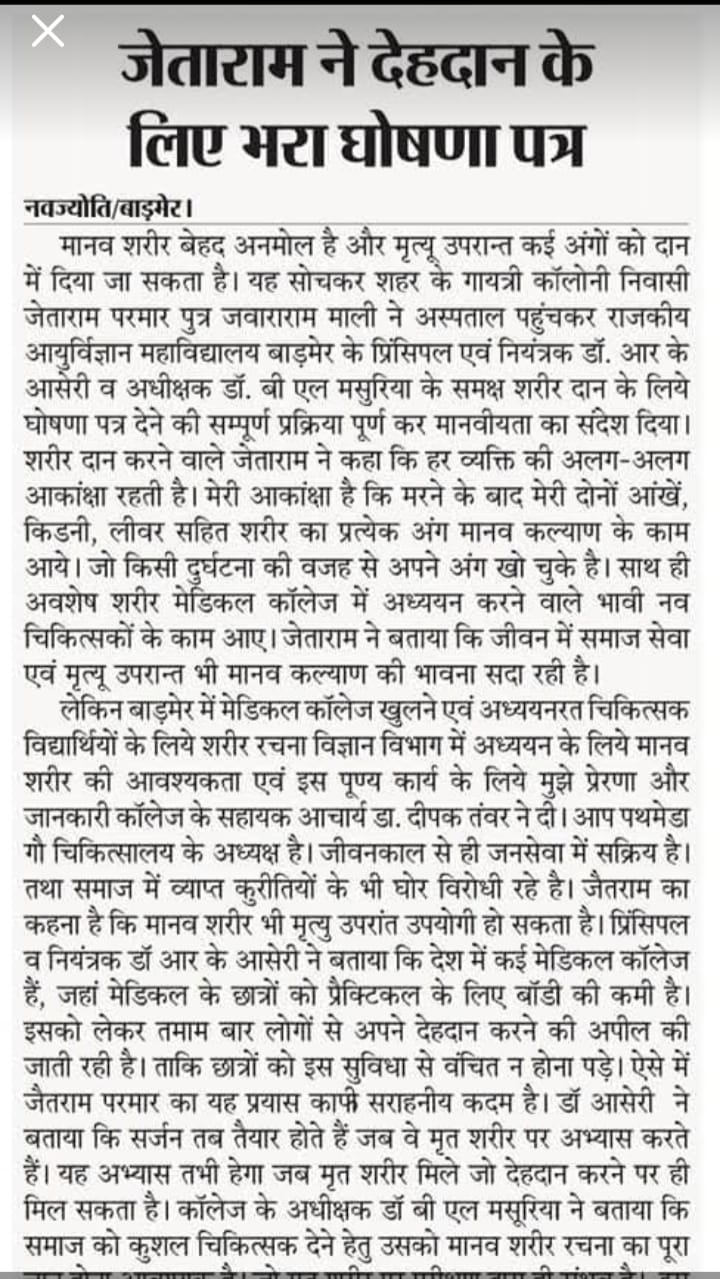 जेताराम ने देहदान के
लिए भरा घोषणा पत्र
नवज्योति/बाड़मेर।
मानव शरीर बेहद अनमोल है और मृत्यू उपरान्त कई अंगों को दान
में दिया जा सकता है। यह सोचकर शहर के गायत्री कॉलोनी निवासी
जेताराम परमार पुत्र जवाराराम माली ने अस्पताल पहुंचकर राजकीय
आयुर्विज्ञान महाविद्यालय बाड़मेर के प्रिंसिपल एवं नियंत्रक डॉ. आर के
आसेरी व अधीक्षक डॉ. बी एल मसुरिया के समक्ष शरीर दान के लिये
घोषणा पत्र देने की सम्पूर्ण प्रक्रिया पूर्ण कर मानवीयता का संदेश दिया।
शरीर दान करने वाले जेताराम ने कहा कि हर व्यक्ति की अलग-अलग
आकांक्षा रहती है। मेरी आकांक्षा है कि मरने के बाद मेरी दोनों आंखें,
किडनी, लीवर सहित शरीर का प्रत्येक अंग मानव कल्याण के काम
आये। जो किसी दुर्घटना की वजह से अपने अंग खो चुके है। साथ ही
अवशेष शरीर मेडिकल कॉलेज में अध्ययन करने वाले भावी नव
चिकित्सकों के काम आए। जेताराम ने बताया कि जीवन में समाज सेवा
एवं मृत्यू उपरान्त भी मानव कल्याण की भावना सदा रही है।
लेकिन बाड़मेर में मेडिकल कॉलेज खुलने एवं अध्ययनरत चिकित्सक
विद्यार्थियों के लिये शरीर रचना विज्ञान विभाग में अध्ययन के लिये मानव
शरीर की आवश्यकता एवं इस पूण्य कार्य के लिये मुझे प्रेरणा और
जानकारी कॉलेज के सहायक आचार्य डा. दीपक तंवर ने दी। आप पथमेडा
गौ चिकित्सालय के अध्यक्ष है। जीवनकाल से ही जनसेवा में सक्रिय है।
तथा समाज में व्याप्त कुरीतियों के भी घोर विरोधी रहे है। जैतराम का
कहना है कि मानव शरीर भी मृत्यु उपरांत उपयोगी हो सकता है। प्रिंसिपल
व नियंत्रक डॉ आर के आसेरी ने बताया कि देश में कई मेडिकल कॉलेज
हैं, जहां मेडिकल के छात्रों को प्रैक्टिकल के लिए बॉडी की कमी है।
इसको लेकर तमाम बार लोगों से अपने देहदान करने की अपील की
जाती रही है। ताकि छात्रों को इस सुविधा से वंचित न होना पड़े। ऐसे में
जैतराम परमार का यह प्रयास काफी सराहनीय कदम है। डॉ आसेरी ने
बताया कि सर्जन तब तैयार होते हैं जब वे मृत शरीर पर अभ्यास करते
हैं। यह अभ्यास तभी हेगा जब मृत शरीर मिले जो देहदान करने पर ही
मिल सकता है। कॉलेज के अधीक्षक डॉ बी एल मसूरिया ने बताया कि
समाज को कुशल चिकित्सक देने हेतु उसको मानव शरीर रचना का पूरा